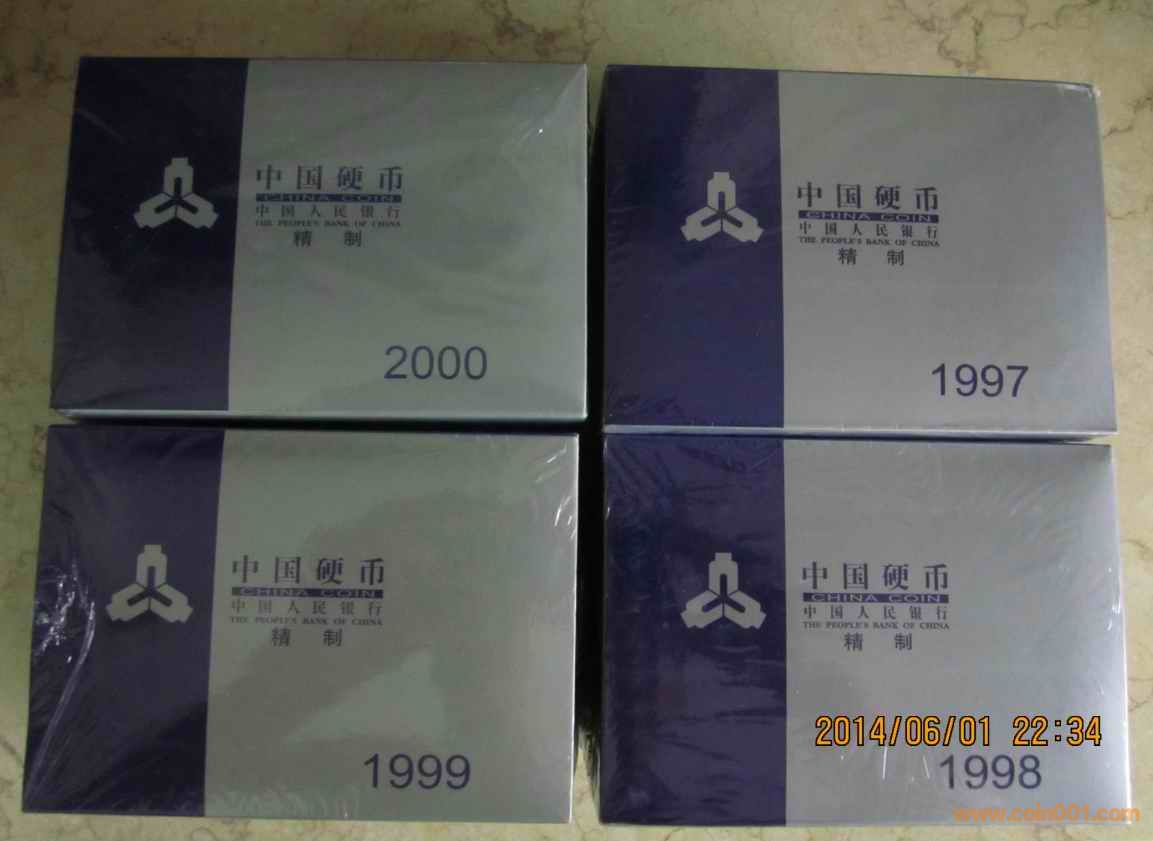 中国硬币
CHINA COIN
中国人民银行
THE PEOPLE'S BANK OF CHINA
精制
2000
中国硬币
CHINA COIN
中国人民银行
THE PEOPLE'S BANK OF CHINA
精制
1997
中国硬币
CHINA COIN
中国人民银行
THE PEOPLE'S BANK OF CHINA
精制
1999
中国硬币
CHINA COIN
中国人民银行
THE PEOPLE'S BANK OF CHINA
精制
2014/06/01 22:34
1998
www.coin001.com